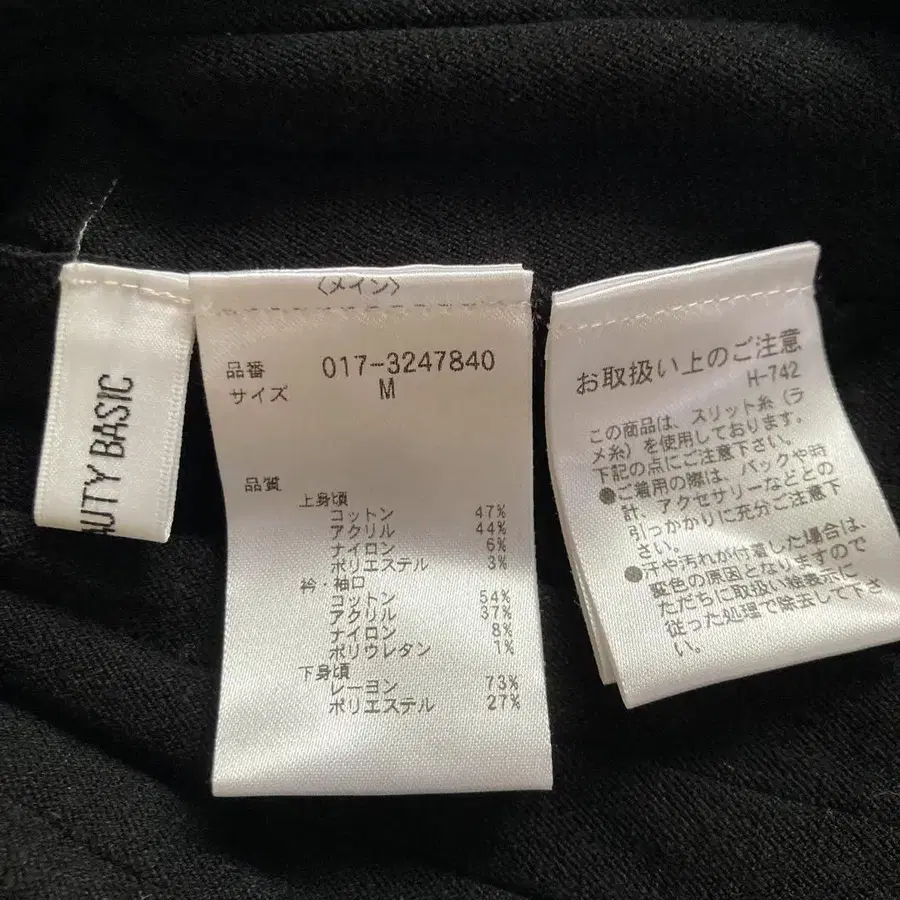 AUTY BASIC
〈メイン〉
品番 017-3247840
サイズ M
品質
上身頃
コットン 47%
アクリル 44%
ナイロン 6%
ポリエステル 3%
衿・袖口
コットン 54%
アクリル 37%
ナイロン 8%
ポリウレタン 1%
下身頃
レーヨン 73%
ポリエステル 27%
お取扱い上のご注意
H-742
この商品は、スリット糸（ラ
メ糸）を使用しております。
下記の点にご注意下さい。
●ご着用の際は、バックや時
計、アクセサリーなどとの
引っかかりに充分ご注意下
さい。
●汗や汚れが付着した場合は、
変色の原因となりますので
ただちに取扱い絵表示に
従った処理で除去して下さ
い。